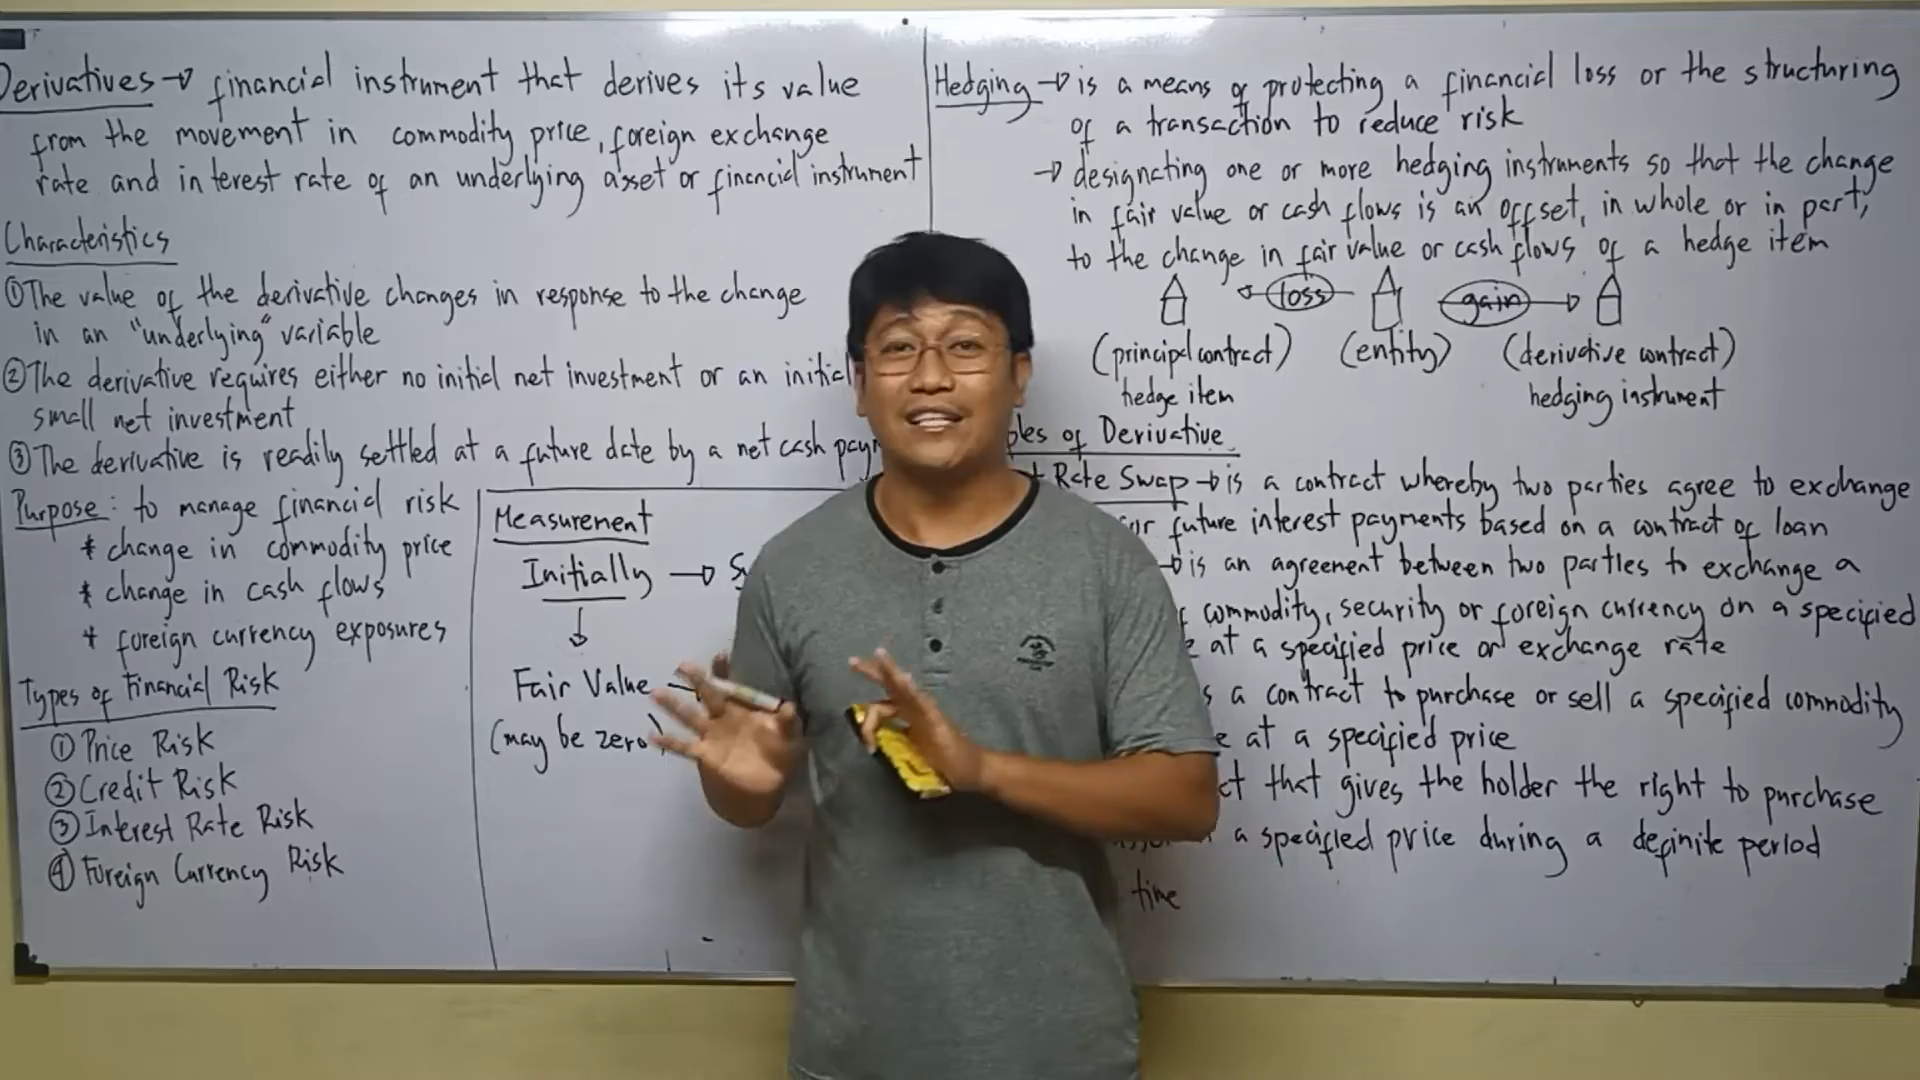 Derivatives → financial instrument that derives its value
from the movement in commodity price, foreign exchange
rate and interest rate of an underlying asset or financial instrument
Characteristics
① The value of the derivative changes in response to the change
in an "underlying" variable
② The derivative requires either no initial net investment or an initial
small net investment
③ The derivative is readily settled at a future date by a net cash
Purpose: to manage financial risk
* change in commodity price
* change in cash flows
* foreign currency exposures
Types of Financial Risk
① Price Risk
② Credit Risk
③ Interest Rate Risk
④ Foreign Currency Risk
Measurement
Initially →
↓
Fair Value
(may be zero)
Hedging → is a means of protecting a financial loss or the structuring
of a transaction to reduce risk
→ designating one or more hedging instruments so that the change
in fair value or cash flows is an offset, in whole or in part,
to the change in fair value or cash flows of a hedge item
loss gain
(principal contract) (entity) (derivative contract)
hedge item hedging instrument
of Derivative
Rate Swap → is a contract whereby two parties agree to exchange
for future interest payments based on a contract of loan
→ is an agreement between two parties to exchange a
commodity, security or foreign currency on a specified
at a specified price or exchange rate
a contract to purchase or sell a specified commodity
at a specified price
that gives the holder the right to purchase
a specified price during a definite period
time